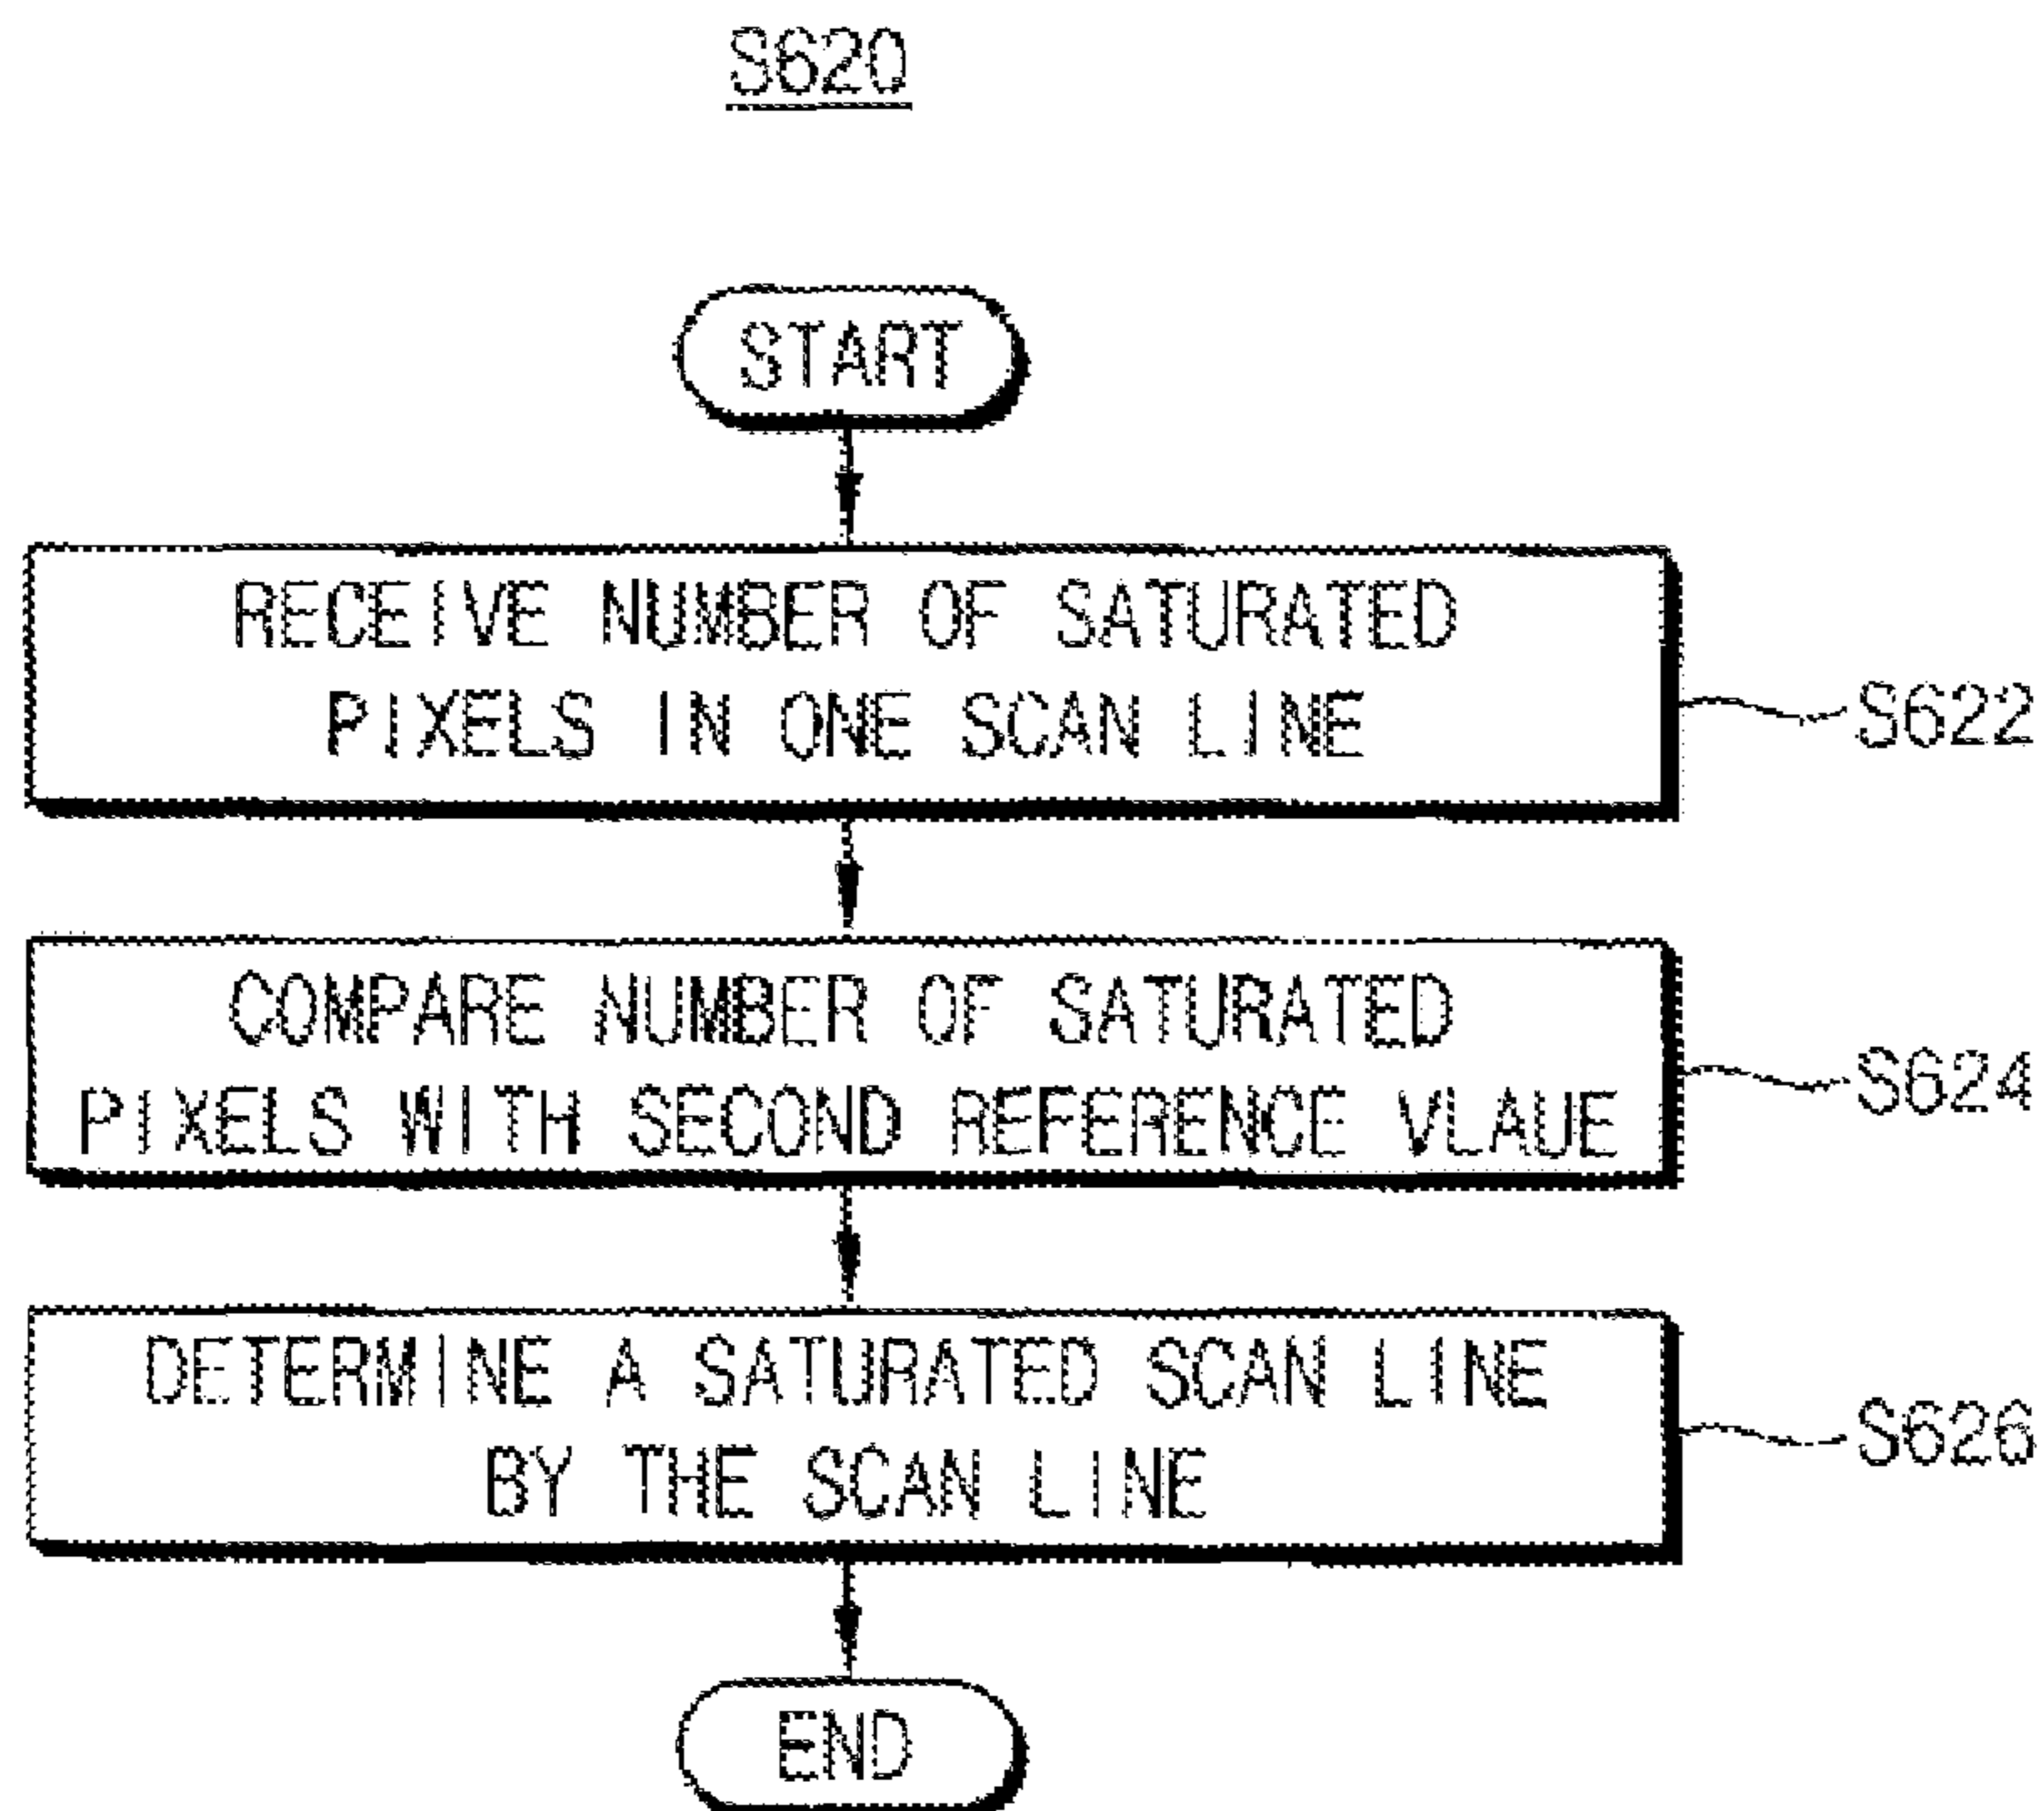 S620
START
RECEIVE NUMBER OF SATURATED
PIXELS IN ONE SCAN LINE
S622
COMPARE NUMBER OF SATURATED
PIXELS WITH SECOND REFERENCE VLAUE
S624
DETERMINE A SATURATED SCAN LINE
BY THE SCAN LINE
S626
END